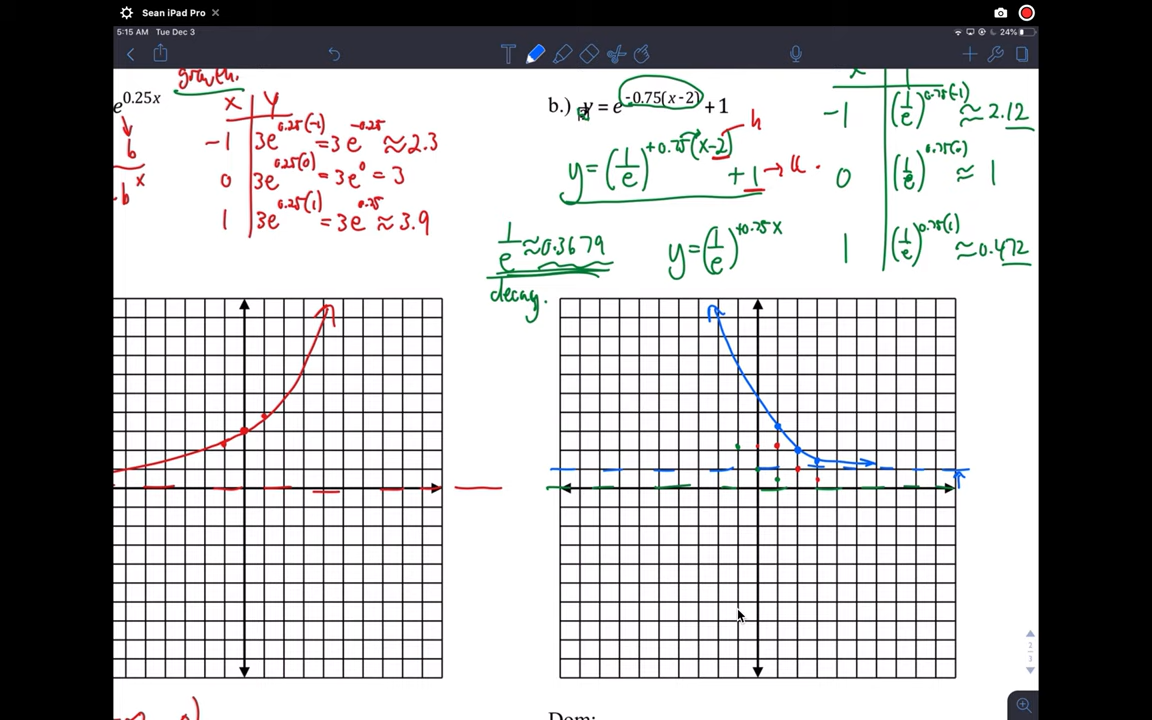 Sean iPad Pro
5:15 AM Tue Dec 3
24%
growth.
e^{0.25x}
b
b^x
x | y
-1 | 3e^{0.25(-1)} = 3e^{-0.25} ≈ 2.3
0 | 3e^{0.25(0)} = 3e^0 = 3
1 | 3e^{0.25(1)} = 3e^{0.25} ≈ 3.9
b.) y = e^{-0.75(x-2)} + 1
h
y = (1/e)^{+0.75(x-2)} + 1 →
1/e ≈ 0.3679
decay.
y = (1/e)^{+0.75x}
-1 | (1/e)^{0.75(-1)} ≈ 2.12
0 | (1/e)^{0.75(0)} ≈ 1
1 | (1/e)^{0.75(1)} ≈ 0.472
2
3
Dom: